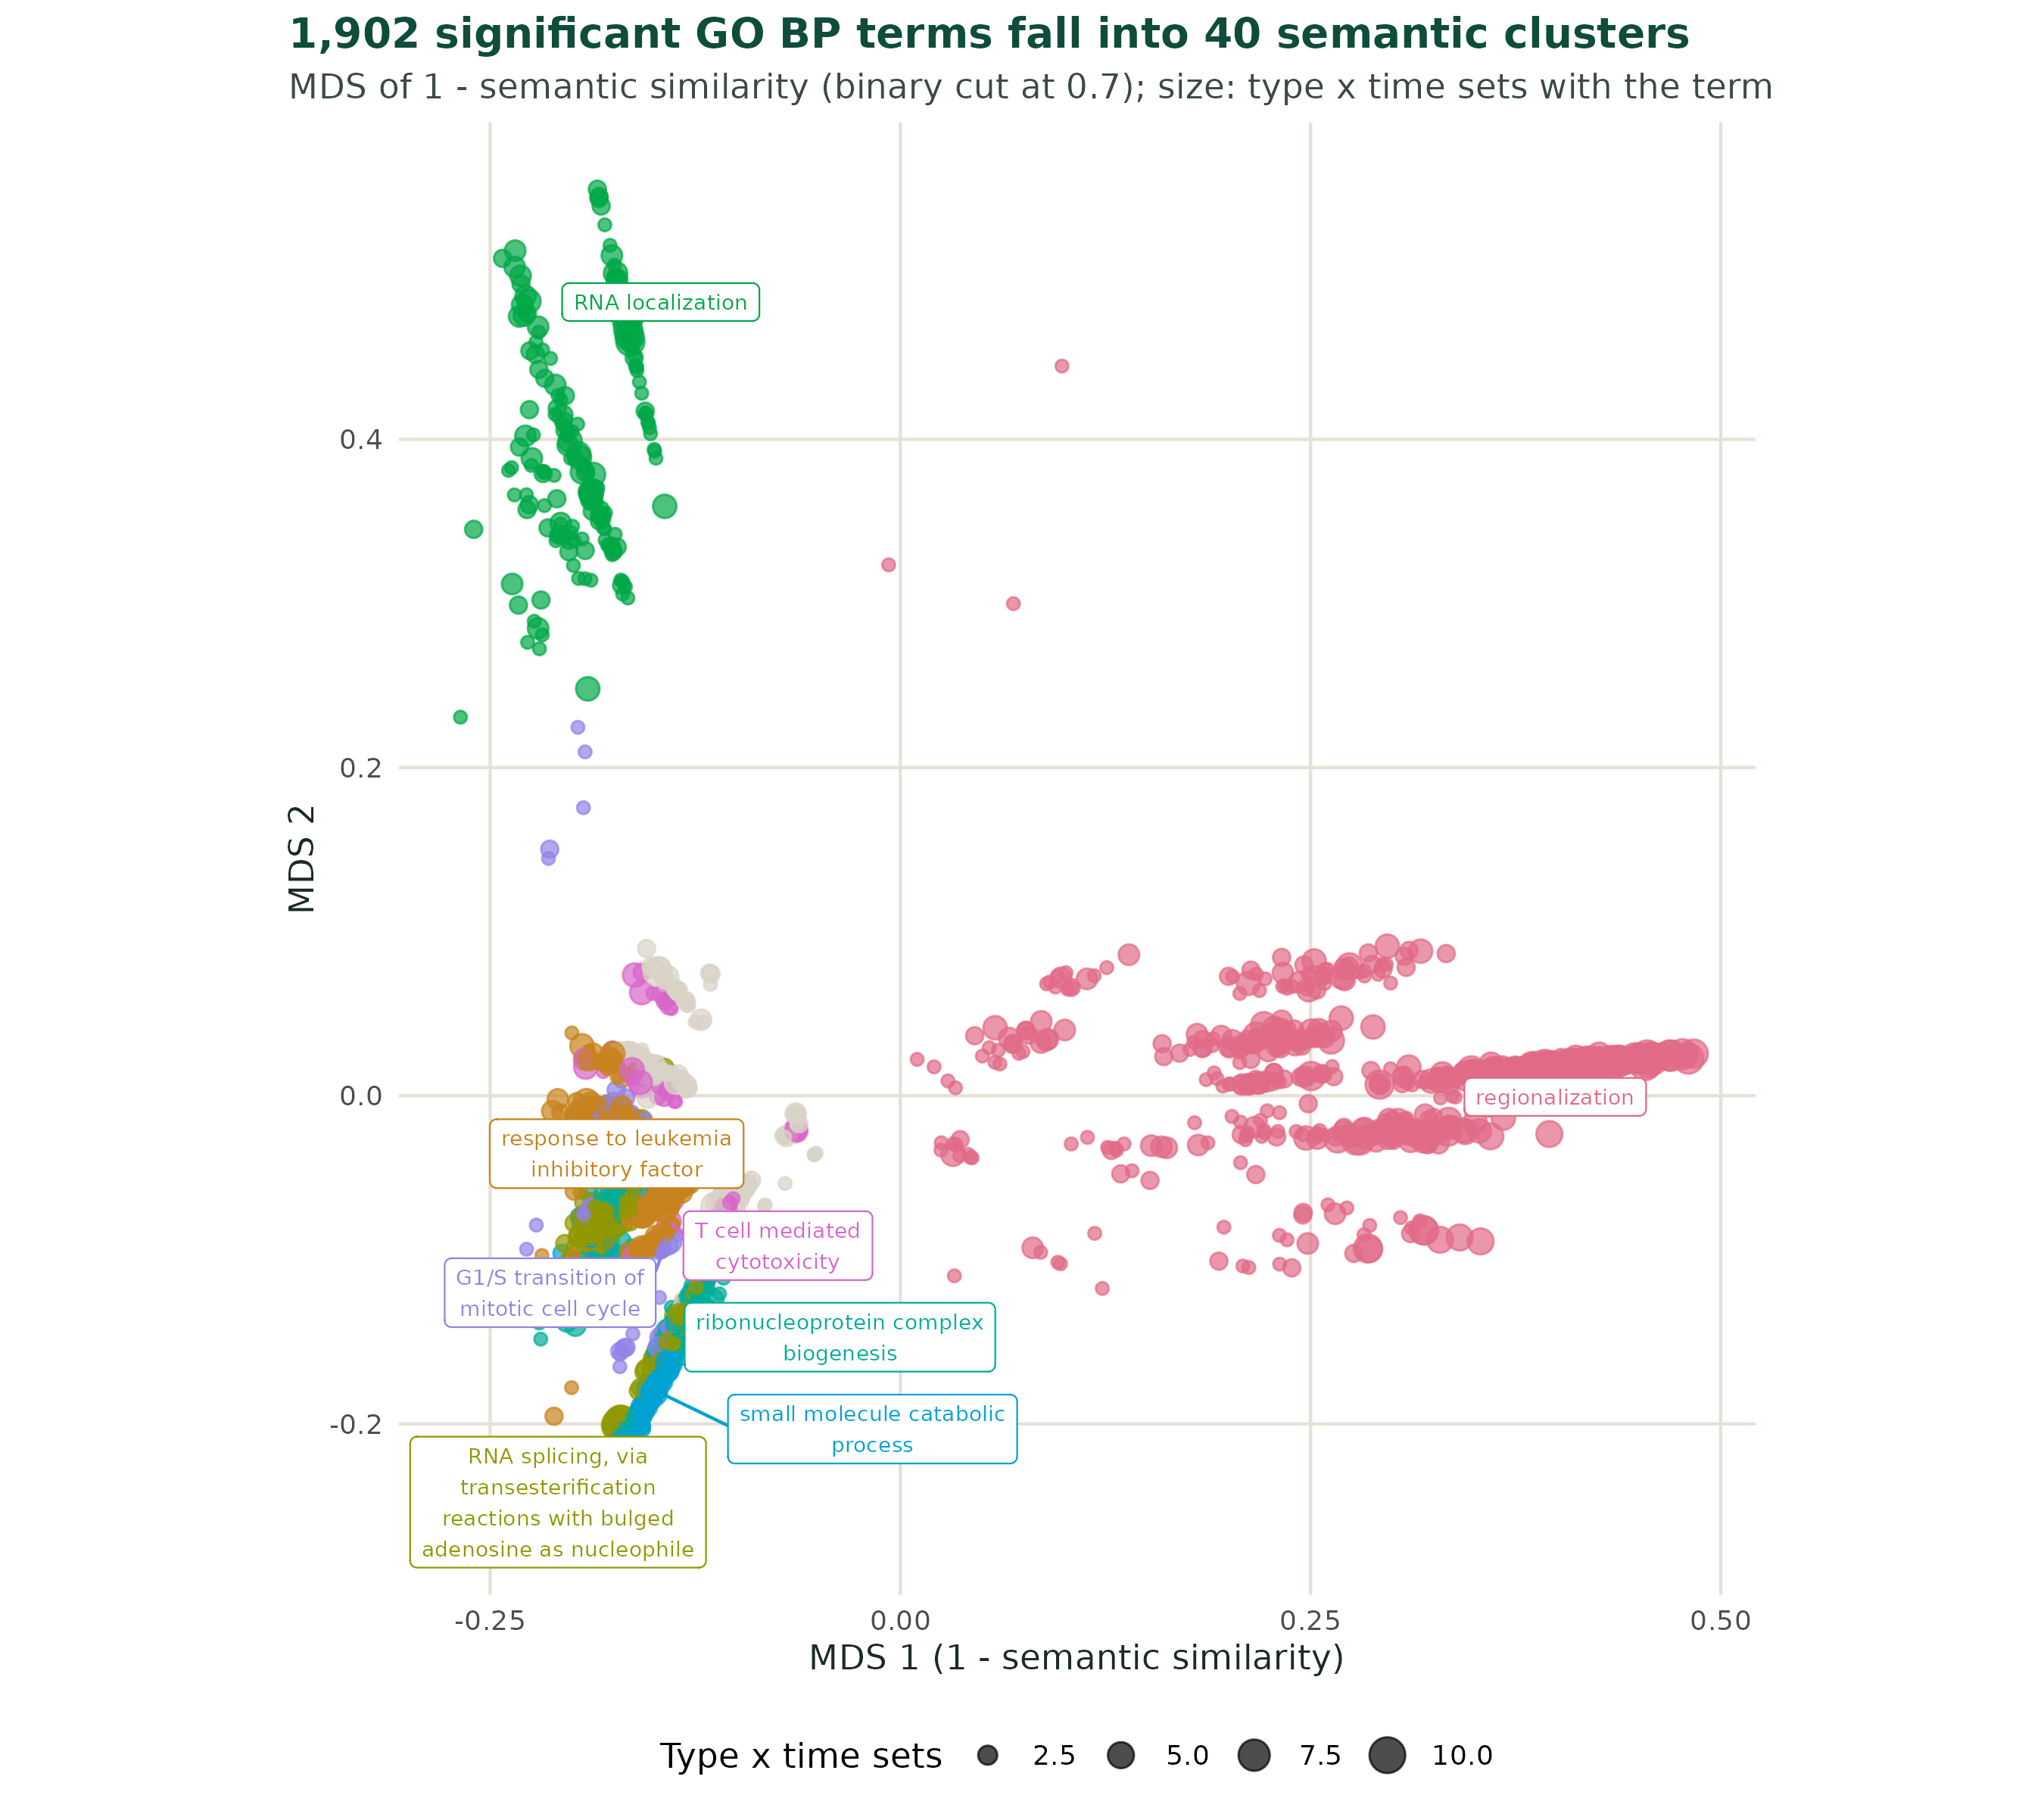 1,902 significant GO BP terms fall into 40 semantic clusters
MDS of 1 - semantic similarity (binary cut at 0.7); size: type x time sets with the term
RNA localization
0.4
0.2
MDS 2
0.0
regionalization
response to leukemia
inhibitory factor
T cell mediated
cytotoxicity
G1/S transition of
mitotic cell cycle
ribonucleoprotein complex
biogenesis
small molecule catabolic
process
-0.2
RNA splicing, via
transesterification
reactions with bulged
adenosine as nucleophile
-0.25 0.00 0.25 0.50
MDS 1 (1 - semantic similarity)
Type x time sets 2.5 5.0 7.5 10.0